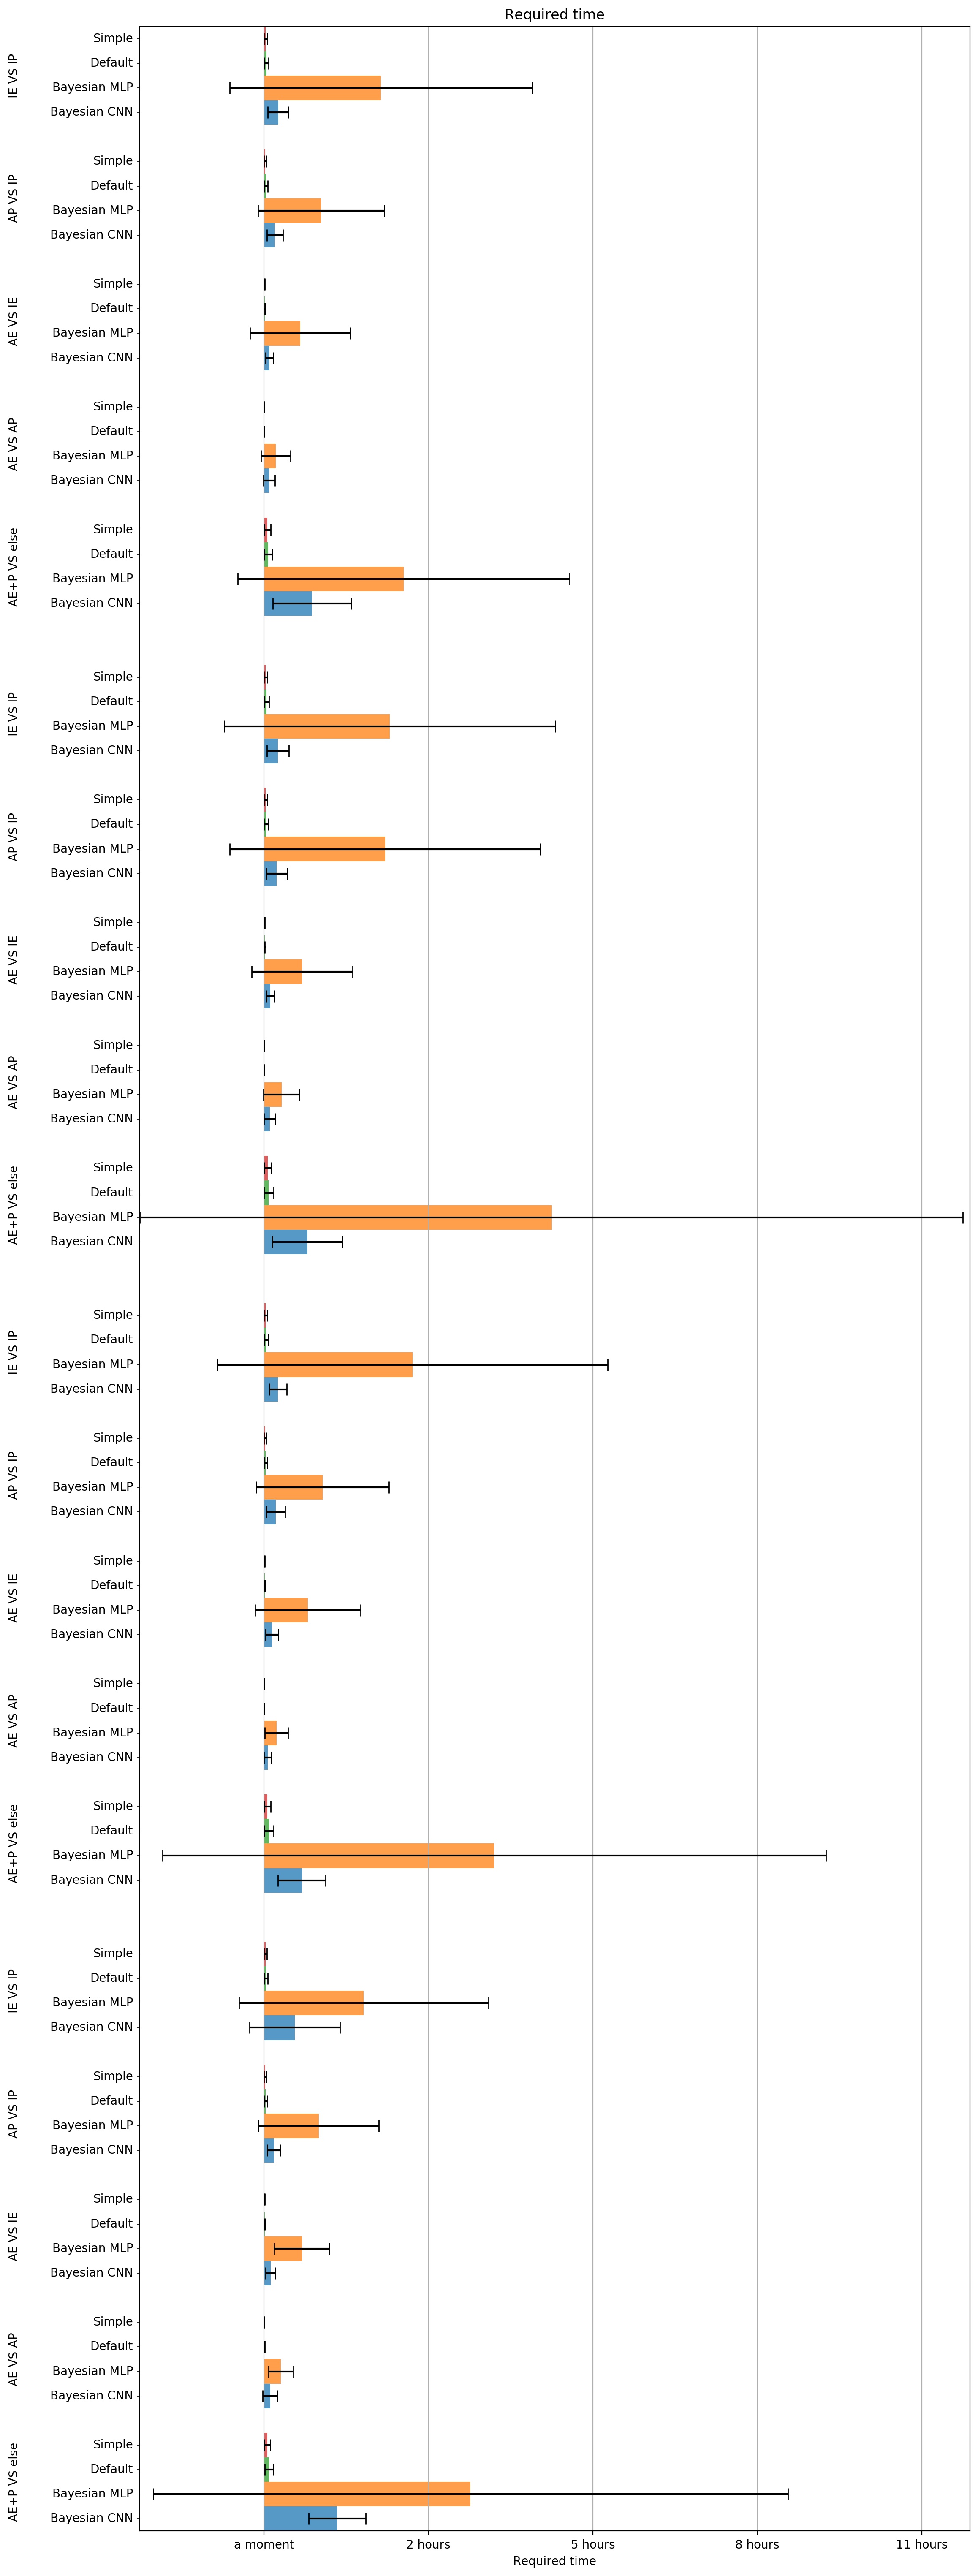 Required time
IE VS IP
Simple
Default
Bayesian MLP
Bayesian CNN
AP VS IP
Simple
Default
Bayesian MLP
Bayesian CNN
AE VS IE
Simple
Default
Bayesian MLP
Bayesian CNN
AE VS AP
Simple
Default
Bayesian MLP
Bayesian CNN
AE+P VS else
Simple
Default
Bayesian MLP
Bayesian CNN
IE VS IP
Simple
Default
Bayesian MLP
Bayesian CNN
AP VS IP
Simple
Default
Bayesian MLP
Bayesian CNN
AE VS IE
Simple
Default
Bayesian MLP
Bayesian CNN
AE VS AP
Simple
Default
Bayesian MLP
Bayesian CNN
AE+P VS else
Simple
Default
Bayesian MLP
Bayesian CNN
IE VS IP
Simple
Default
Bayesian MLP
Bayesian CNN
AP VS IP
Simple
Default
Bayesian MLP
Bayesian CNN
AE VS IE
Simple
Default
Bayesian MLP
Bayesian CNN
AE VS AP
Simple
Default
Bayesian MLP
Bayesian CNN
AE+P VS else
Simple
Default
Bayesian MLP
Bayesian CNN
IE VS IP
Simple
Default
Bayesian MLP
Bayesian CNN
AP VS IP
Simple
Default
Bayesian MLP
Bayesian CNN
AE VS IE
Simple
Default
Bayesian MLP
Bayesian CNN
AE VS AP
Simple
Default
Bayesian MLP
Bayesian CNN
AE+P VS else
Simple
Default
Bayesian MLP
Bayesian CNN
a moment 2 hours 5 hours 8 hours 11 hours
Required time